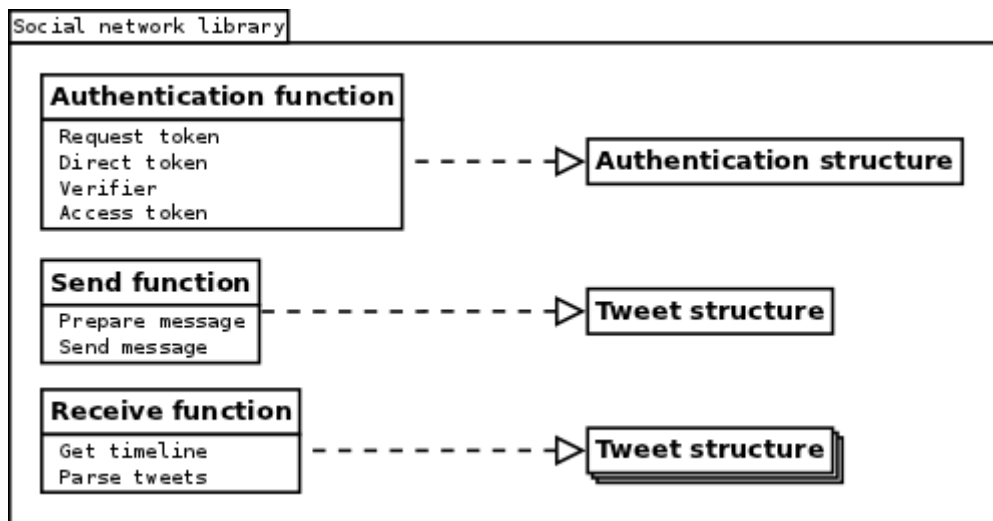 Social network library
Authentication function
Request token
Direct token
Verifier
Access token
Authentication structure
Send function
Prepare message
Send message
Tweet structure
Receive function
Get timeline
Parse tweets
Tweet structure